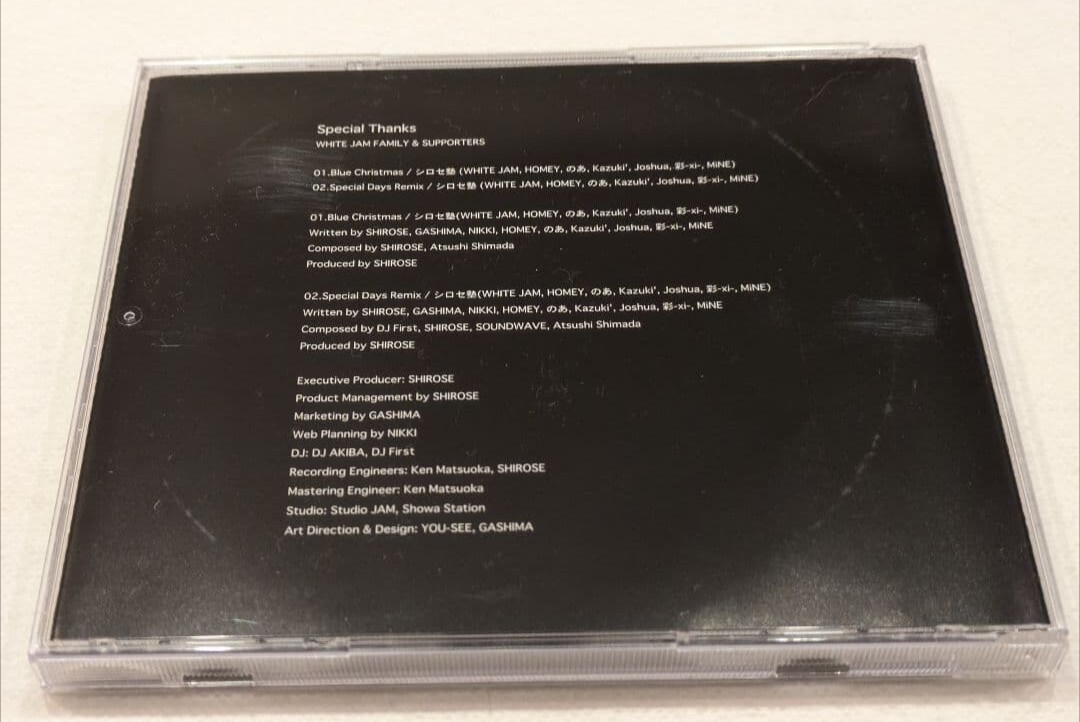 Special Thanks
WHITE JAM FAMILY & SUPPORTERS
01.Blue Christmas / シロセ塾 (WHITE JAM, HOMEY, のあ, Kazuki', Joshua, 彩-xi-, MiNE)
02.Special Days Remix / シロセ塾 (WHITE JAM, HOMEY, のあ, Kazuki', Joshua, 彩-xi-, MiNE)
01.Blue Christmas / シロセ塾(WHITE JAM, HOMEY, のあ, Kazuki', Joshua, 彩-xi-, MiNE)
Written by SHIROSE, GASHIMA, NIKKI, HOMEY, のあ, Kazuki', Joshua, 彩-xi-, MiNE
Composed by SHIROSE, Atsushi Shimada
Produced by SHIROSE
02.Special Days Remix / シロセ塾(WHITE JAM, HOMEY, のあ, Kazuki', Joshua, 彩-xi-, MiNE)
Written by SHIROSE, GASHIMA, NIKKI, HOMEY, のあ, Kazuki', Joshua, 彩-xi-, MiNE
Composed by DJ First, SHIROSE, SOUNDWAVE, Atsushi Shimada
Produced by SHIROSE
Executive Producer: SHIROSE
Product Management by SHIROSE
Marketing by GASHIMA
Web Planning by NIKKI
DJ: DJ AKIBA, DJ First
Recording Engineers: Ken Matsuoka, SHIROSE
Mastering Engineer: Ken Matsuoka
Studio: Studio JAM, Showa Station
Art Direction & Design: YOU-SEE, GASHIMA